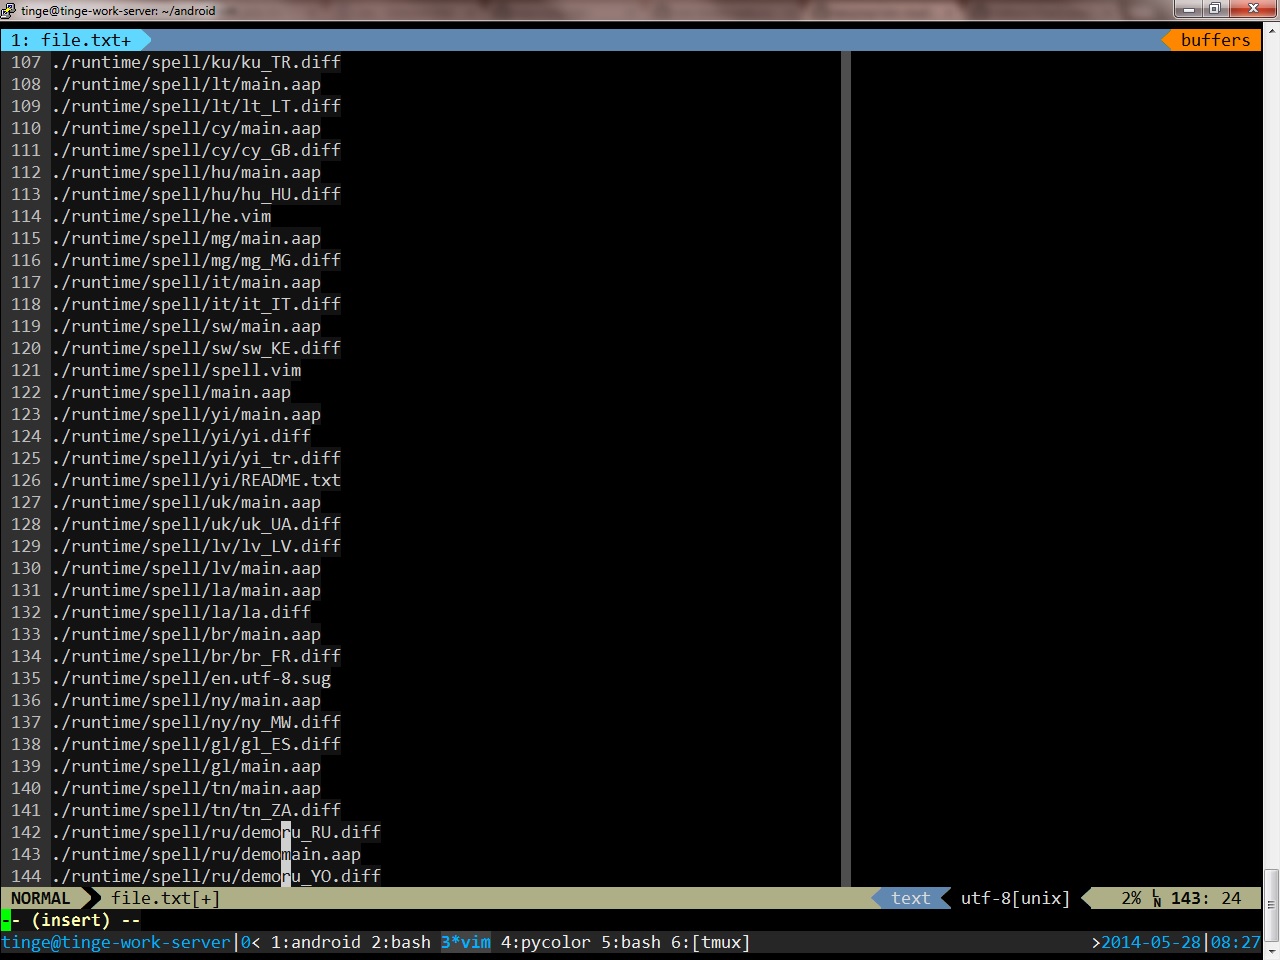 tinge@tinge-work-server: ~/android
1: file.txt+ buffers
107 ./runtime/spell/ku/ku_TR.diff
108 ./runtime/spell/lt/main.aap
109 ./runtime/spell/lt/lt_LT.diff
110 ./runtime/spell/cy/main.aap
111 ./runtime/spell/cy/cy_GB.diff
112 ./runtime/spell/hu/main.aap
113 ./runtime/spell/hu/hu_HU.diff
114 ./runtime/spell/he.vim
115 ./runtime/spell/mg/main.aap
116 ./runtime/spell/mg/mg_MG.diff
117 ./runtime/spell/it/main.aap
118 ./runtime/spell/it/it_IT.diff
119 ./runtime/spell/sw/main.aap
120 ./runtime/spell/sw/sw_KE.diff
121 ./runtime/spell/spell.vim
122 ./runtime/spell/main.aap
123 ./runtime/spell/yi/main.aap
124 ./runtime/spell/yi/yi.diff
125 ./runtime/spell/yi/yi_tr.diff
126 ./runtime/spell/yi/README.txt
127 ./runtime/spell/uk/main.aap
128 ./runtime/spell/uk/uk_UA.diff
129 ./runtime/spell/lv/lv_LV.diff
130 ./runtime/spell/lv/main.aap
131 ./runtime/spell/la/main.aap
132 ./runtime/spell/la/la.diff
133 ./runtime/spell/br/main.aap
134 ./runtime/spell/br/br_FR.diff
135 ./runtime/spell/en.utf-8.sug
136 ./runtime/spell/ny/main.aap
137 ./runtime/spell/ny/ny_MW.diff
138 ./runtime/spell/gl/gl_ES.diff
139 ./runtime/spell/gl/main.aap
140 ./runtime/spell/tn/main.aap
141 ./runtime/spell/tn/tn_ZA.diff
142 ./runtime/spell/ru/demoru_RU.diff
143 ./runtime/spell/ru/demomain.aap
144 ./runtime/spell/ru/demoru_YO.diff
NORMAL file.txt[+] text utf-8[unix] 2% LN 143: 24
-- (insert) --
tinge@tinge-work-server|0< 1:android 2:bash 3*vim 4:pycolor 5:bash 6:[tmux] >2014-05-28|08:27